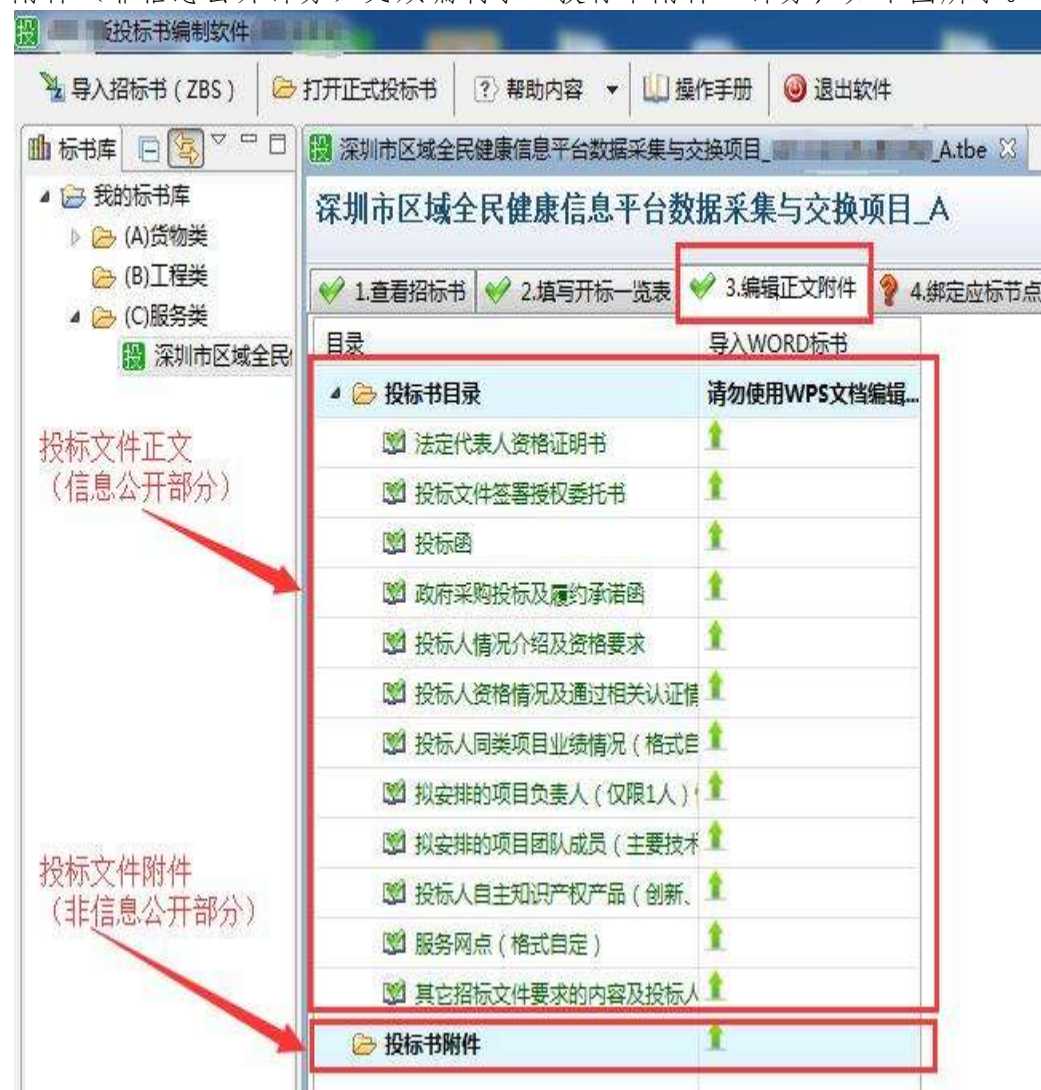 投标书编制软件
导入招标书（ZBS）
打开正式投标书
帮助内容
操作手册
退出软件
标书库
深圳市区域全民健康信息平台数据采集与交换项目_
_A.tbe
我的标书库
(A)货物类
(B)工程类
(C)服务类
深圳市区域全民
深圳市区域全民健康信息平台数据采集与交换项目_A
1.查看招标书
2.填写开标一览表
3.编辑正文附件
4.绑定应标节点
目录
导入WORD标书
投标书目录
请勿使用WPS文档编辑...
法定代表人资格证明书
投标文件签署授权委托书
投标函
政府采购投标及履约承诺函
投标人情况介绍及资格要求
投标人资格情况及通过相关认证情
投标人同类项目业绩情况（格式自
拟安排的项目负责人（仅限1人）
拟安排的项目团队成员（主要技术
投标人自主知识产权产品（创新、
服务网点（格式自定）
其它招标文件要求的内容及投标人
投标书附件
投标文件正文
（信息公开部分）
投标文件附件
（非信息公开部分）